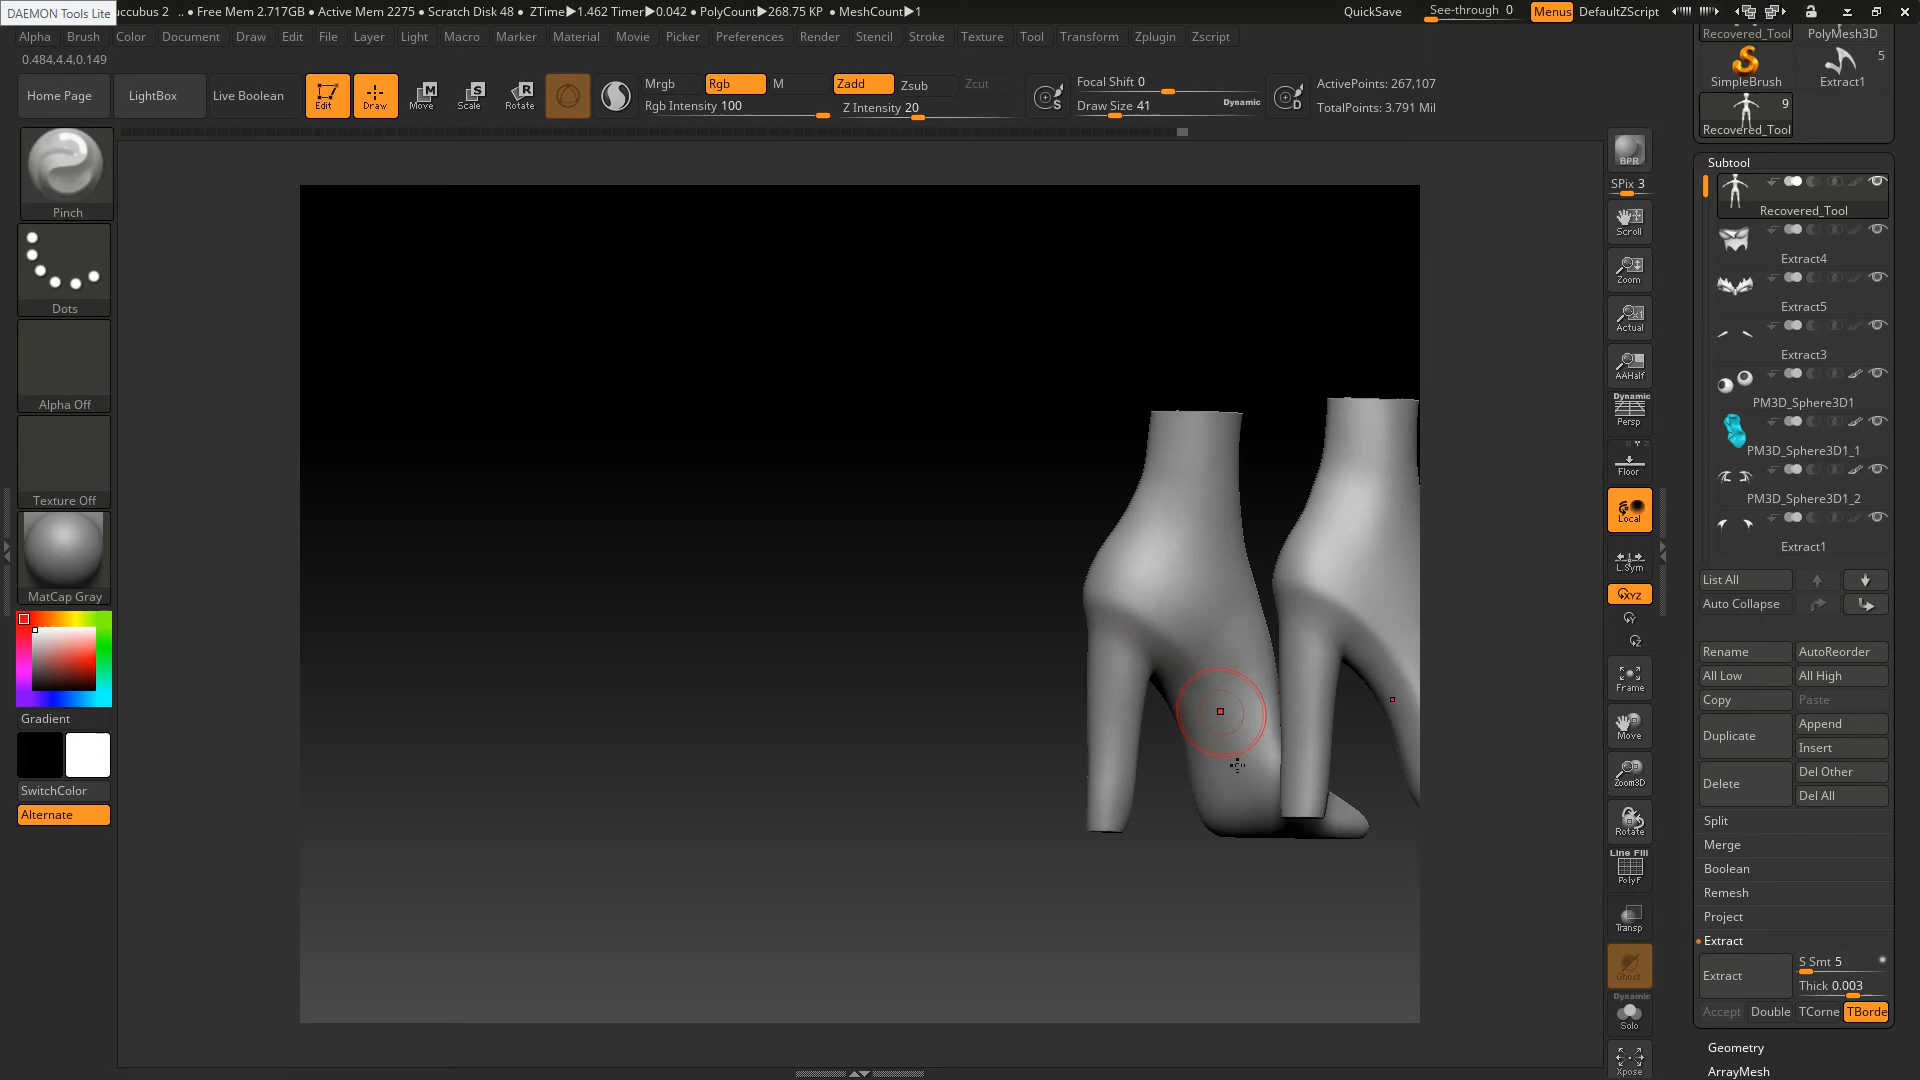 DAEMON Tools Lite
uccubus 2 .. ● Free Mem 2.717GB ● Active Mem 2275 ● Scratch Disk 48 ● ZTime▶1.462 Timer▶0.042 ● PolyCount▶268.75 KP ● MeshCount▶1
QuickSave See-through 0 Menus DefaultZScript
Alpha Brush Color Document Draw Edit File Layer Light Macro Marker Material Movie Picker Preferences Render Stencil Stroke Texture Tool Transform Zplugin Zscript
0.484,4.4,0.149
Home Page LightBox Live Boolean Edit Draw Move Scale Rotate
Mrgb Rgb M Zadd Zsub Zcut
Rgb Intensity 100 Z Intensity 20
Focal Shift 0
Draw Size 41 Dynamic
ActivePoints: 267,107
TotalPoints: 3.791 Mil
Pinch
Dots
Alpha Off
Texture Off
MatCap Gray
Gradient
SwitchColor
Alternate
BPR
SPix 3
Scroll
Zoom
Actual
AAHalf
Dynamic
Persp
Floor
Local
L.Sym
XYZ
Y
Z
Frame
Move
Zoom3D
Rotate
Line Fill
PolyF
Transp
Ghost
Dynamic
Solo
Xpose
Recovered_Tool PolyMesh3D
5
SimpleBrush Extract1
9
Recovered_Tool
Subtool
Recovered_Tool
Extract4
Extract5
Extract3
PM3D_Sphere3D1
PM3D_Sphere3D1_1
PM3D_Sphere3D1_2
Extract1
List All
Auto Collapse
Rename AutoReorder
All Low All High
Copy Paste
Duplicate Append
Insert
Delete Del Other
Del All
Split
Merge
Boolean
Remesh
Project
Extract
Extract S Smt 5
Thick 0.003
Accept Double TCorne TBorde
Geometry
ArrayMesh